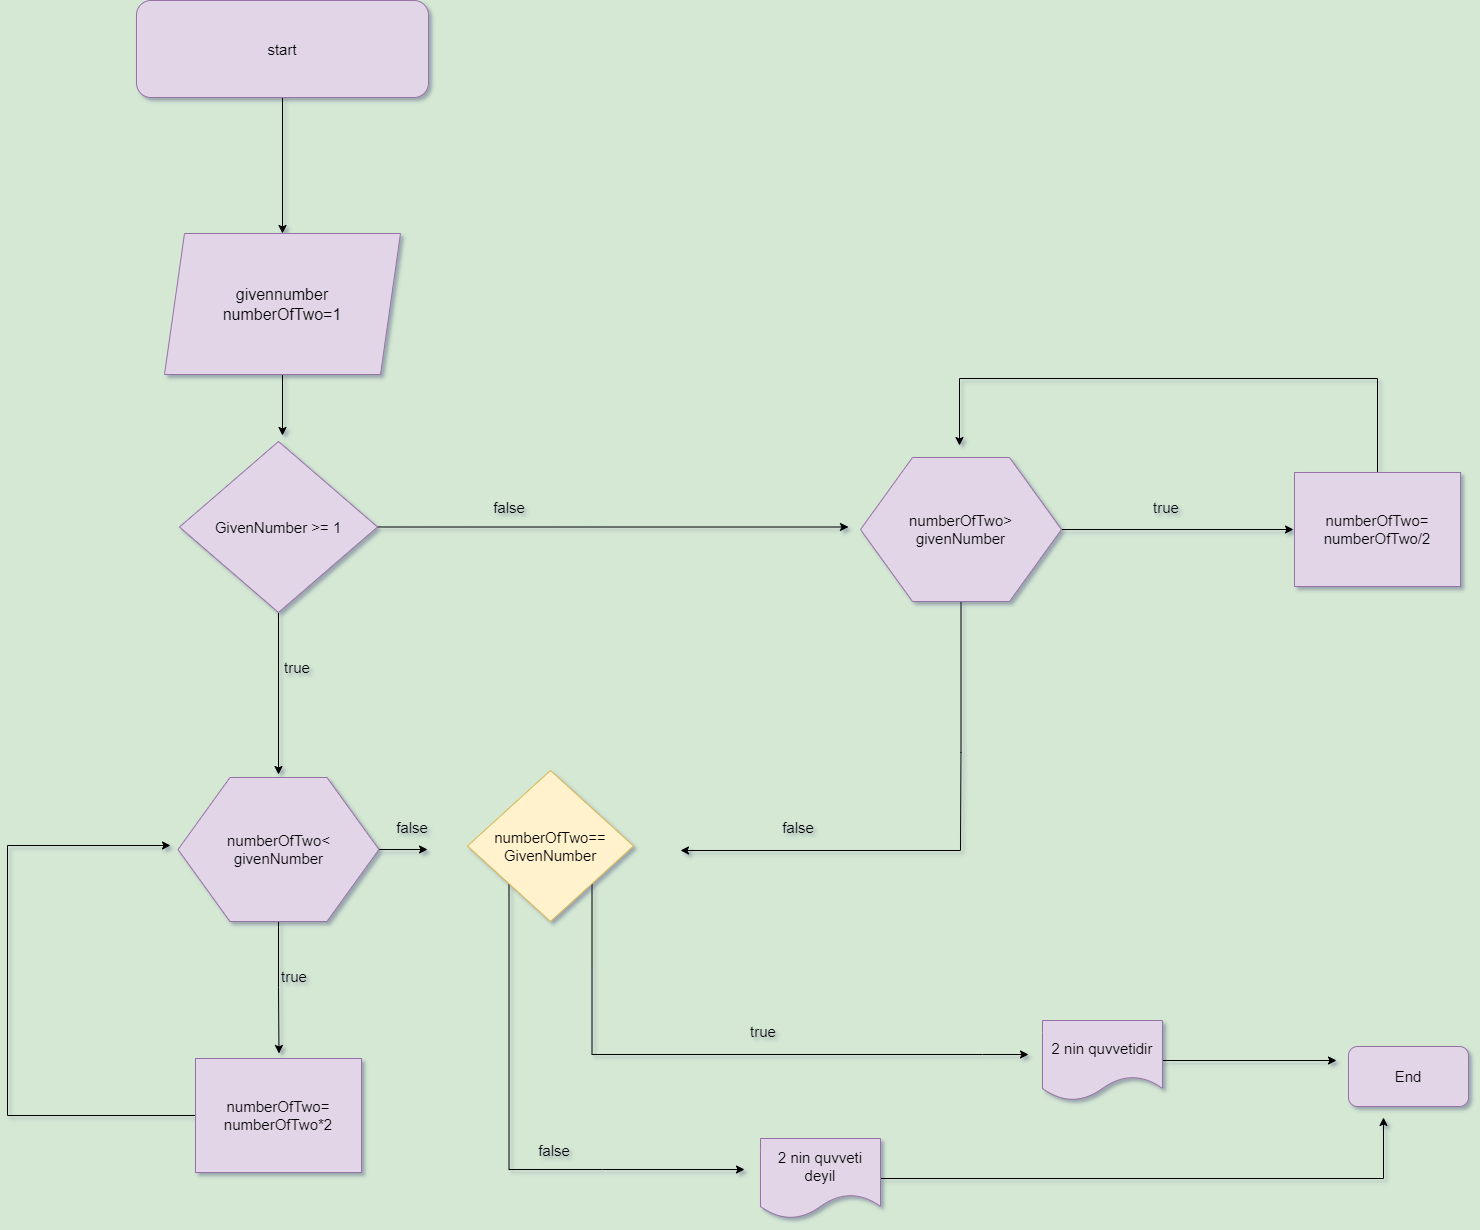 start
givennumber
numberOfTwo=1
GivenNumber >= 1
false
numberOfTwo>
givenNumber
true
numberOfTwo=
numberOfTwo/2
true
numberOfTwo<
givenNumber
false
numberOfTwo==
GivenNumber
false
true
numberOfTwo=
numberOfTwo*2
true
2 nin quvvetidir
End
false
2 nin quvveti
deyil